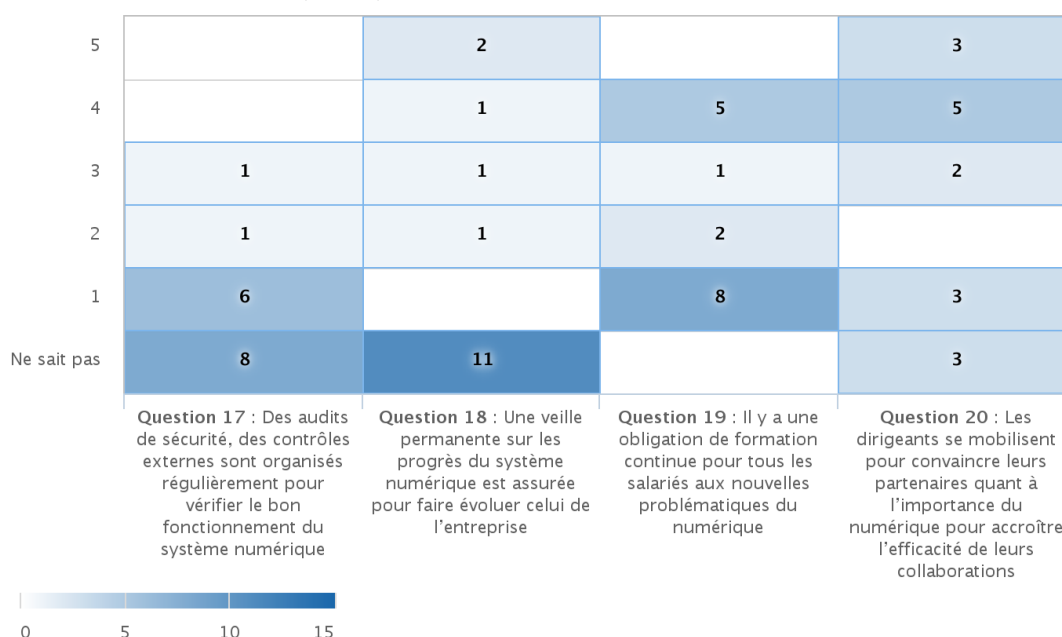 5
2
3
4
1
5
5
3
1
1
1
2
2
1
1
2
1
6
8
3
Ne sait pas
8
11
3
Question 17 : Des audits
de sécurité, des contrôles
externes sont organisés
régulièrement pour
vérifier le bon
fonctionnement du
système numérique
Question 18 : Une veille
permanente sur les
progrès du système
numérique est assurée
pour faire évoluer celui de
l'entreprise
Question 19 : Il y a une
obligation de formation
continue pour tous les
salariés aux nouvelles
problématiques du
numérique
Question 20 : Les
dirigeants se mobilisent
pour convaincre leurs
partenaires quant à
l'importance du
numérique pour accroître
l'efficacité de leurs
collaborations
0
5
10
15